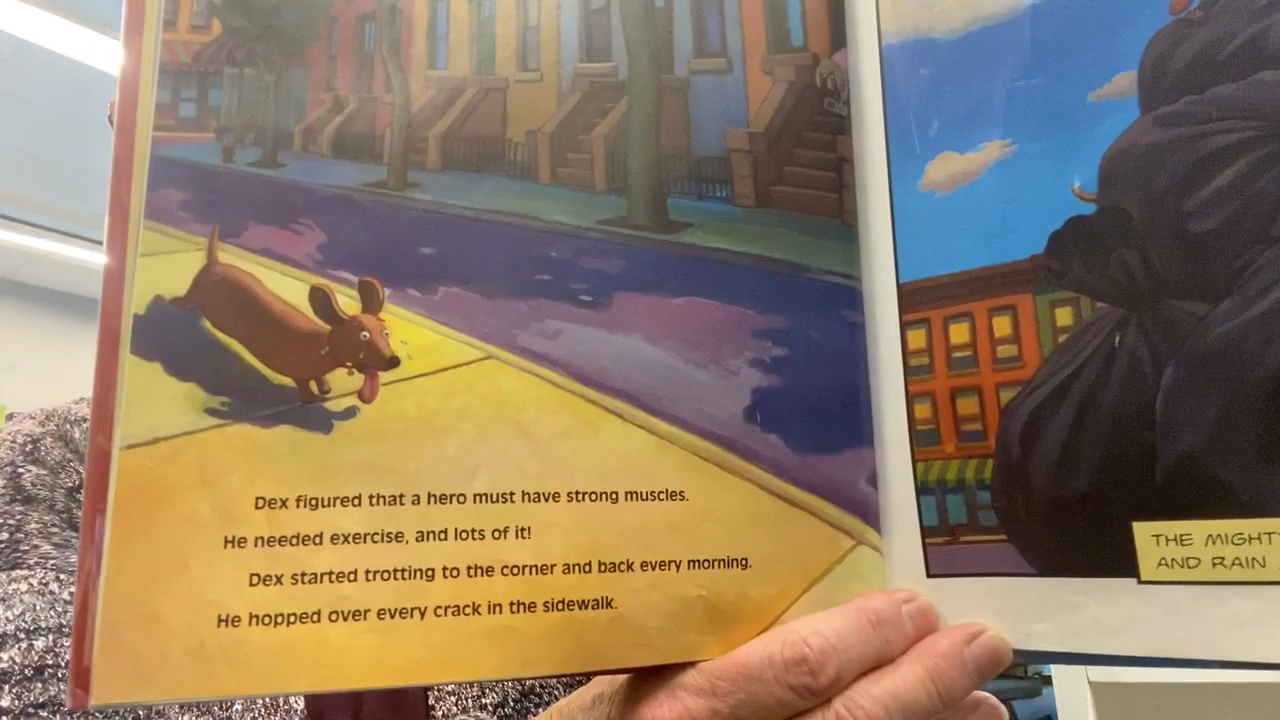 Dex figured that a hero must have strong muscles.
He needed exercise, and lots of it!
Dex started trotting to the corner and back every morning.
He hopped over every crack in the sidewalk.
THE
AND RAIN